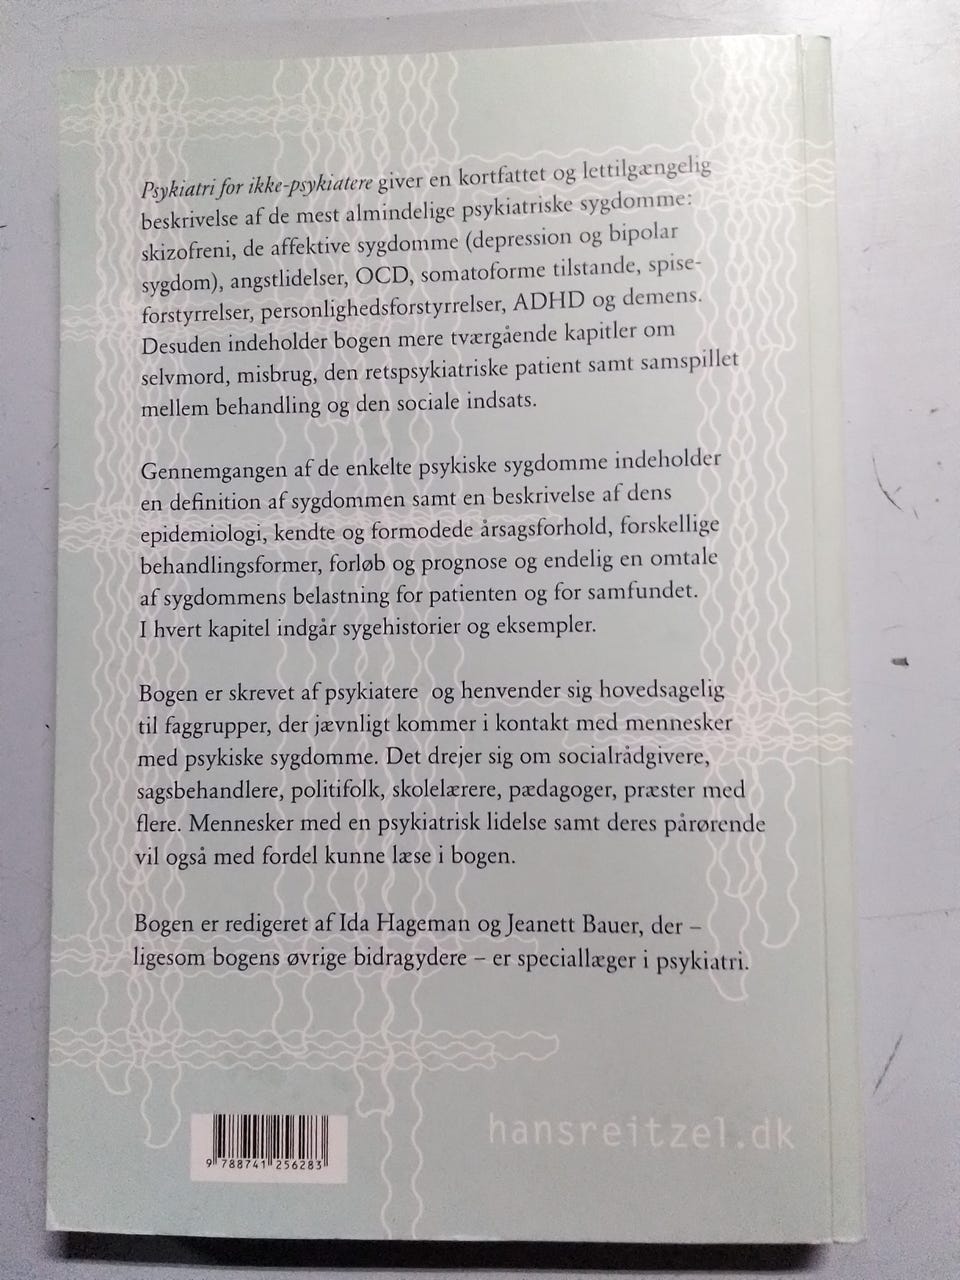 Psykiatri for ikke-psykiatere giver en kortfattet og lettilgængelig
beskrivelse af de mest almindelige psykiatriske sygdomme:
skizofreni, de affektive sygdomme (depression og bipolar
sygdom), angstlidelser, OCD, somatoforme tilstande, spise-
forstyrrelser, personlighedsforstyrrelser, ADHD og demens.
Desuden indeholder bogen mere tværgående kapitler om
selvmord, misbrug, den retspsykiatriske patient samt samspillet
mellem behandling og den sociale indsats.
Gennemgangen af de enkelte psykiske sygdomme indeholder
en definition af sygdommen samt en beskrivelse af dens
epidemiologi, kendte og formodede årsagsforhold, forskellige
behandlingsformer, forløb og prognose og endelig en omtale
af sygdommens belastning for patienten og for samfundet.
I hvert kapitel indgår sygehistorier og eksempler.
Bogen er skrevet af psykiatere og henvender sig hovedsagelig
til faggrupper, der jævnligt kommer i kontakt med mennesker
med psykiske sygdomme. Det drejer sig om socialrådgivere,
sagsbehandlere, politifolk, skolelærere, pædagoger, præster med
flere. Mennesker med en psykiatrisk lidelse samt deres pårørende
vil også med fordel kunne læse i bogen.
Bogen er redigeret af Ida Hageman og Jeanett Bauer, der –
ligesom bogens øvrige bidragydere – er speciallæger i psykiatri.
hansreitzel.dk
9 788741 256283